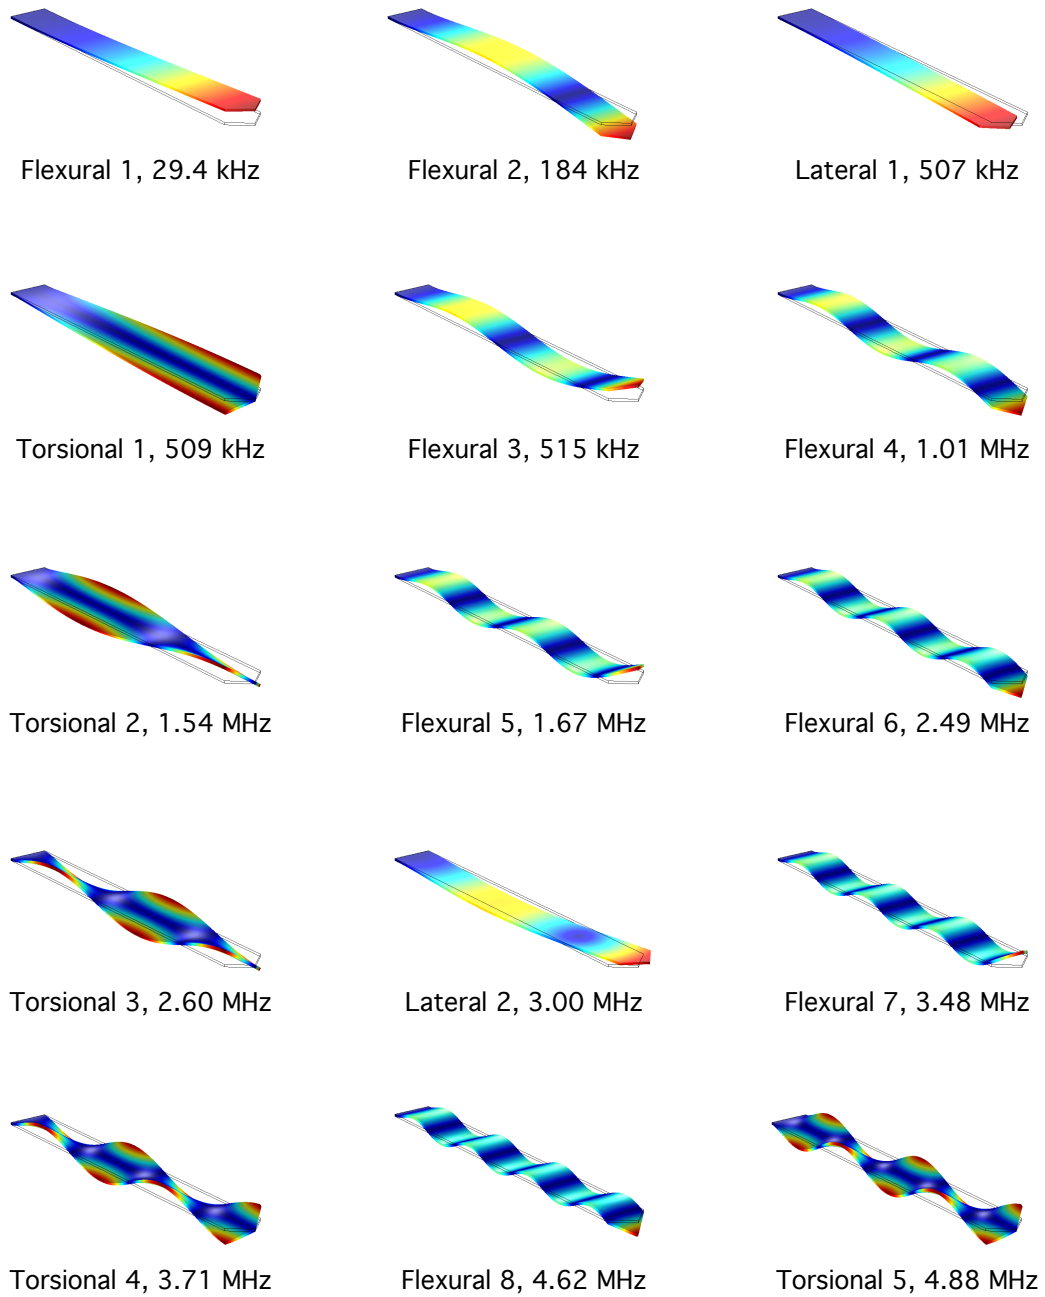 Flexural 1, 29.4 kHz
Flexural 2, 184 kHz
Lateral 1, 507 kHz
Torsional 1, 509 kHz
Flexural 3, 515 kHz
Flexural 4, 1.01 MHz
Torsional 2, 1.54 MHz
Flexural 5, 1.67 MHz
Flexural 6, 2.49 MHz
Torsional 3, 2.60 MHz
Lateral 2, 3.00 MHz
Flexural 7, 3.48 MHz
Torsional 4, 3.71 MHz
Flexural 8, 4.62 MHz
Torsional 5, 4.88 MHz